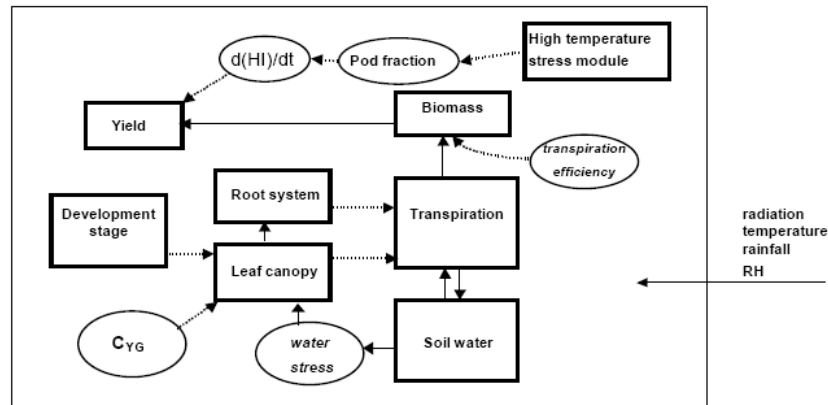 High temperature
stress module
d(HI)/dt
Pod fraction
Biomass
Yield
transpiration
efficiency
Root system
Transpiration
Development
stage
Leaf canopy
radiation
temperature
rainfall
RH
CYG
water
stress
Soil water